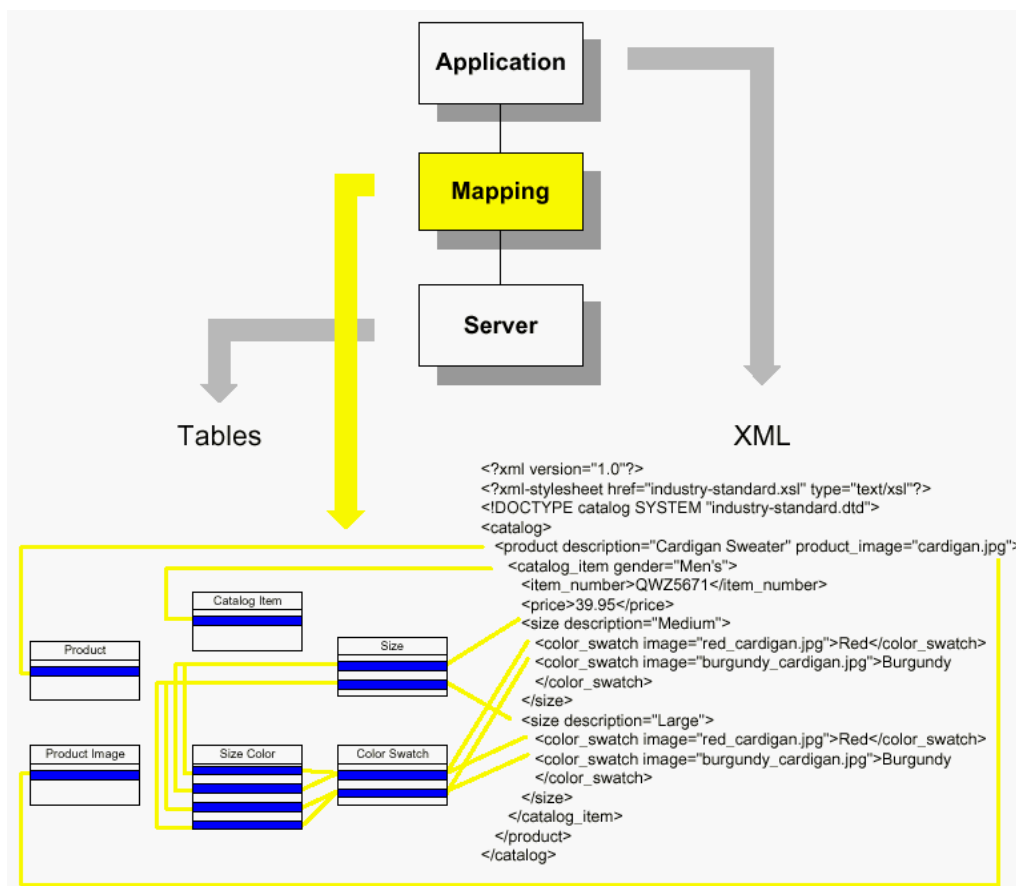 Application
Mapping
Server
Tables
XML
<?xml version="1.0"?>
<?xml-stylesheet href="industry-standard.xsl" type="text/xsl"?>
<!DOCTYPE catalog SYSTEM "industry-standard.dtd">
<catalog>
<product description="Cardigan Sweater" product_image="cardigan.jpg">
<catalog_item gender="Men's">
<item_number>QWZ5671</item_number>
<price>39.95</price>
<size description="Medium">
<color_swatch image="red_cardigan.jpg">Red</color_swatch>
<color_swatch image="burgundy_cardigan.jpg">Burgundy
</color_swatch>
</size>
<size description="Large">
<color_swatch image="red_cardigan.jpg">Red</color_swatch>
<color_swatch image="burgundy_cardigan.jpg">Burgundy
</color_swatch>
</size>
</catalog_item>
</product>
</catalog>
Catalog Item
Product
Size
Product Image
Size Color
Color Swatch